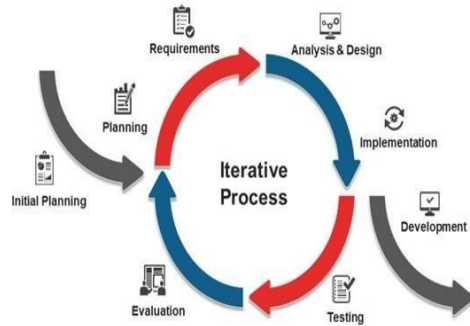 Requirements
Analysis & Design
Planning
Implementation
Iterative
Process
Initial Planning
Development
Evaluation
Testing